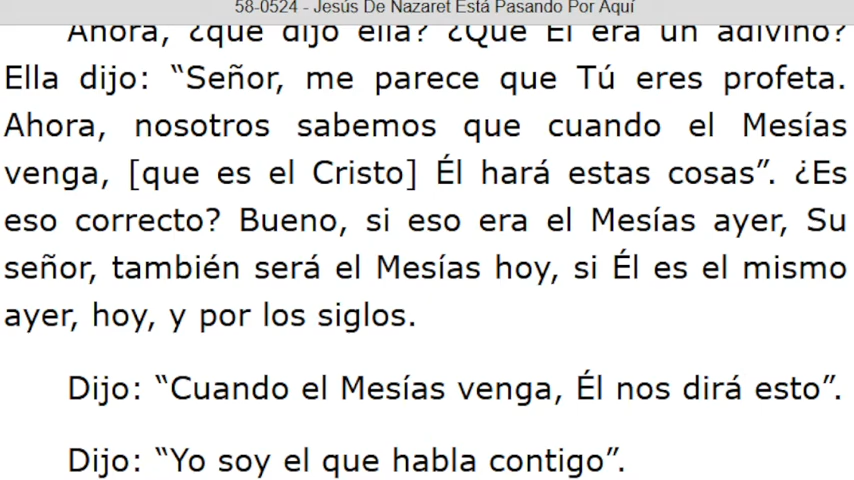 58-0524 - Jesús De Nazaret Está Pasando Por Aquí
Ahora, ¿qué dijo ella? ¿Que Él era un adivino?
Ella dijo: “Señor, me parece que Tú eres profeta.
Ahora, nosotros sabemos que cuando el Mesías
venga, [que es el Cristo] Él hará estas cosas”. ¿Es
eso correcto? Bueno, si eso era el Mesías ayer, Su
señor, también será el Mesías hoy, si Él es el mismo
ayer, hoy, y por los siglos.
Dijo: “Cuando el Mesías venga, Él nos dirá esto”.
Dijo: “Yo soy el que habla contigo”.